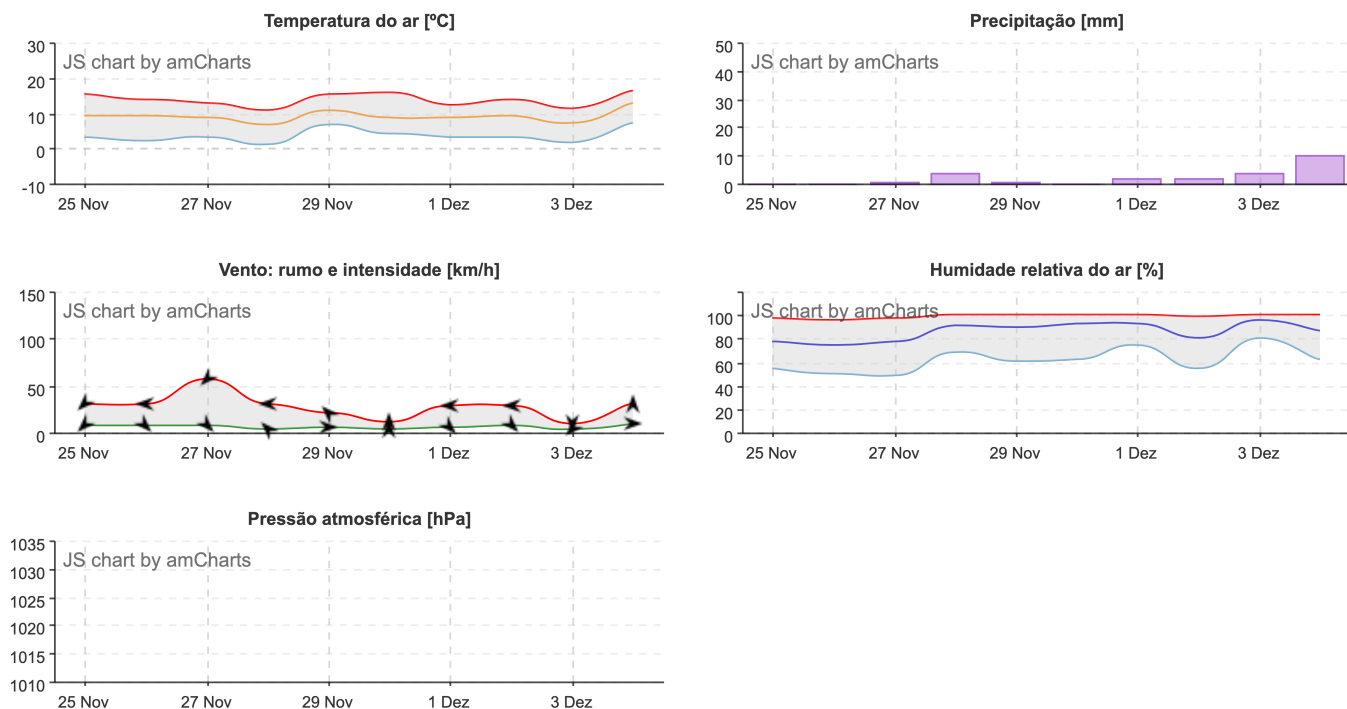 Temperatura do ar [ºC]
30
JS chart by amCharts
20
10
0
-10
25 Nov 27 Nov 29 Nov 1 Dez 3 Dez
Precipitação [mm]
50
JS chart by amCharts
40
30
20
10
0
25 Nov 27 Nov 29 Nov 1 Dez 3 Dez
Vento: rumo e intensidade [km/h]
150
JS chart by amCharts
100
50
0
25 Nov 27 Nov 29 Nov 1 Dez 3 Dez
Humidade relativa do ar [%]
JS chart by amCharts
100
80
60
40
20
0
25 Nov 27 Nov 29 Nov 1 Dez 3 Dez
Pressão atmosférica [hPa]
1035
JS chart by amCharts
1030
1025
1020
1015
1010
25 Nov 27 Nov 29 Nov 1 Dez 3 Dez